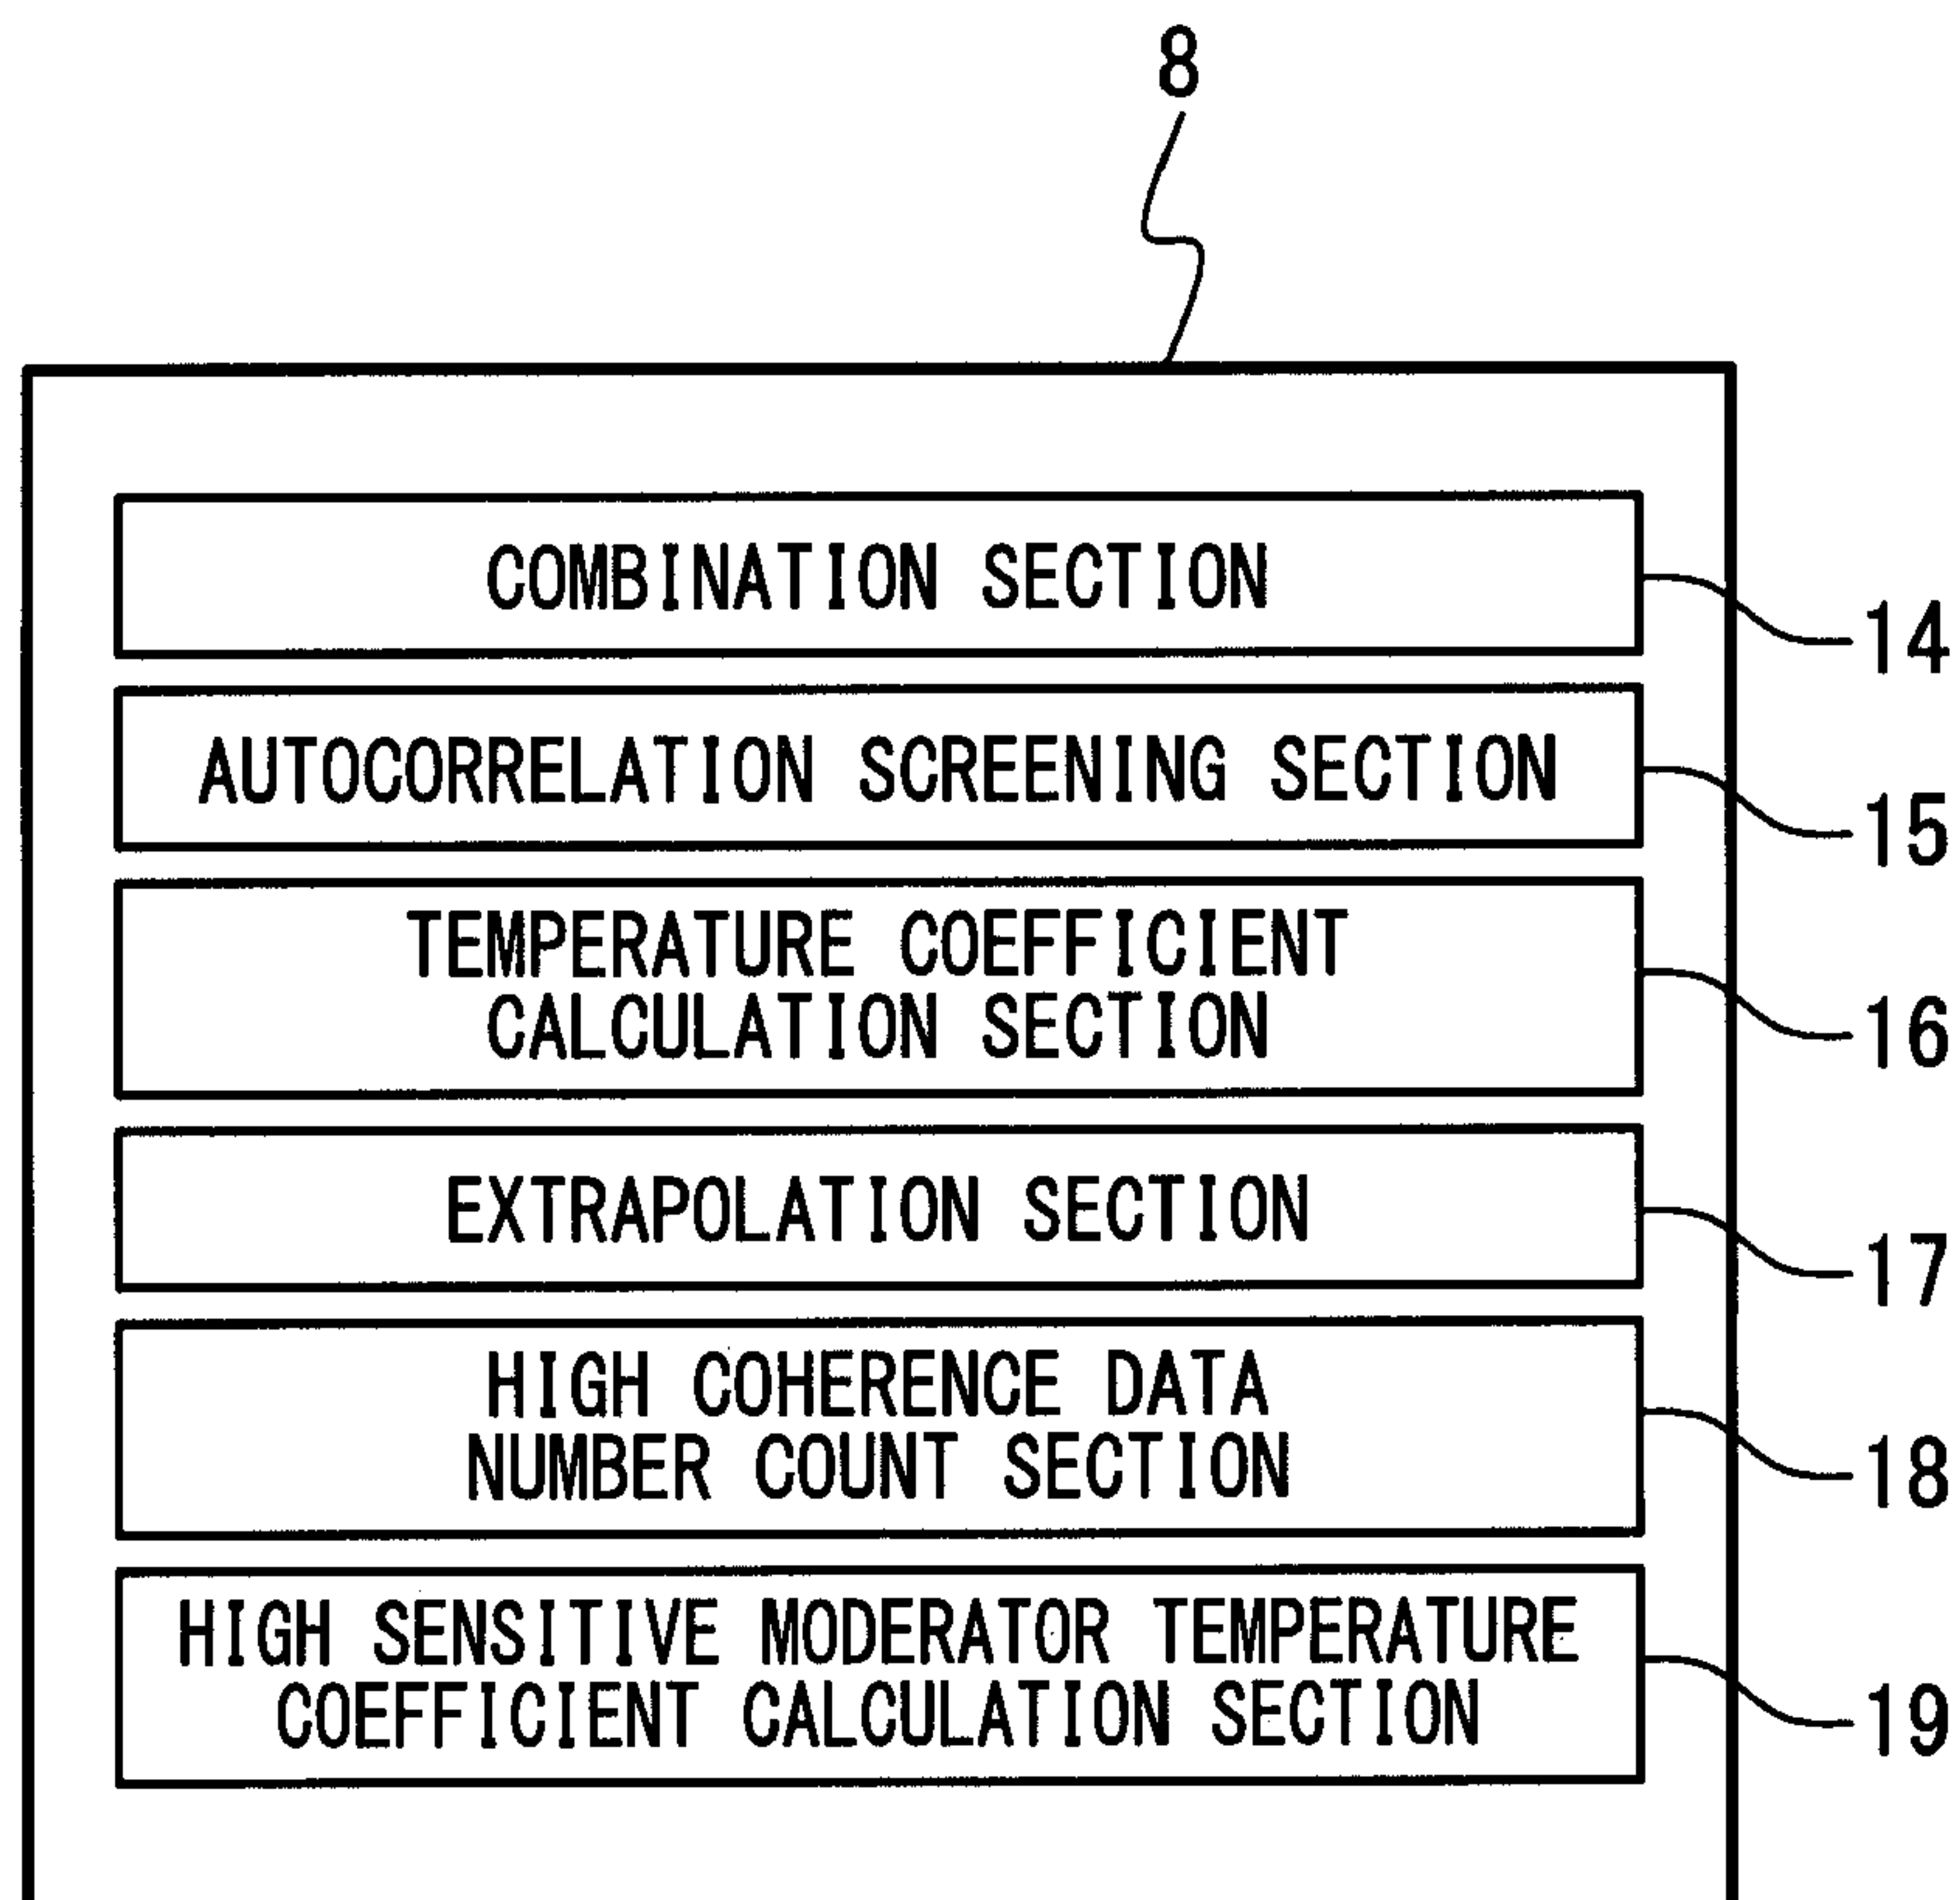 8
COMBINATION SECTION
14
AUTOCORRELATION SCREENING SECTION
15
TEMPERATURE COEFFICIENT
CALCULATION SECTION
16
EXTRAPOLATION SECTION
17
HIGH COHERENCE DATA
NUMBER COUNT SECTION
18
HIGH SENSITIVE MODERATOR TEMPERATURE
COEFFICIENT CALCULATION SECTION
19